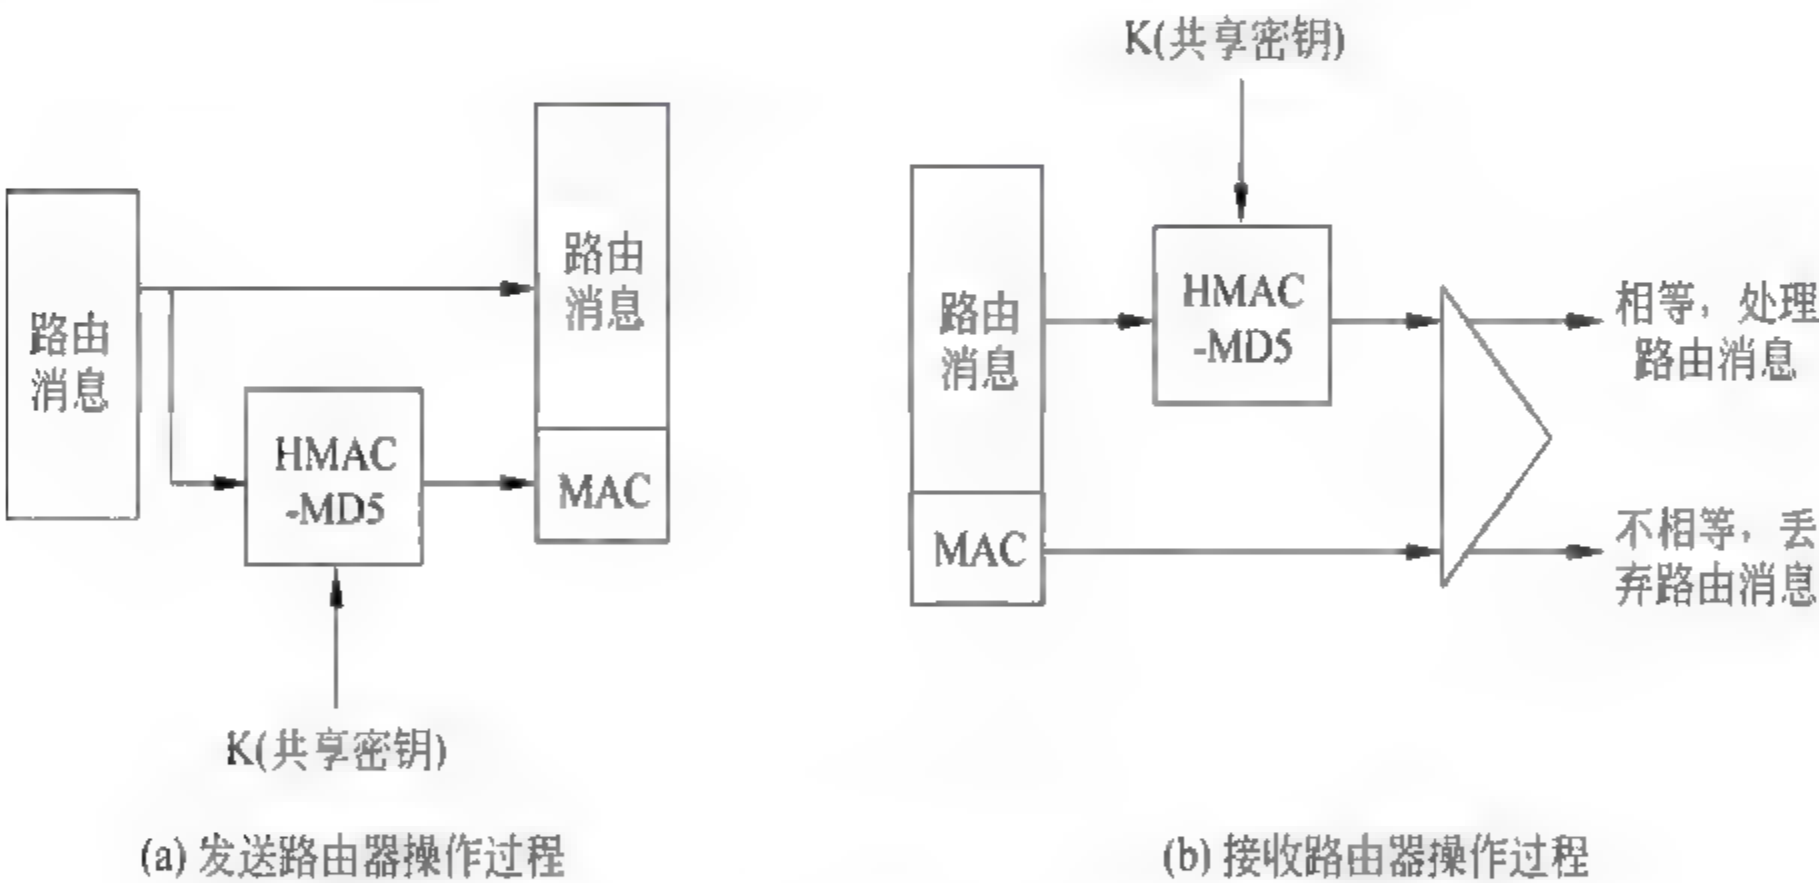 路由
消息
HMAC
-MD5
K(共享密钥)
路由
消息
MAC
(a) 发送路由器操作过程
K(共享密钥)
路由
消息
MAC
HMAC
-MD5
相等，处理
路由消息
不相等，丢
弃路由消息
(b) 接收路由器操作过程